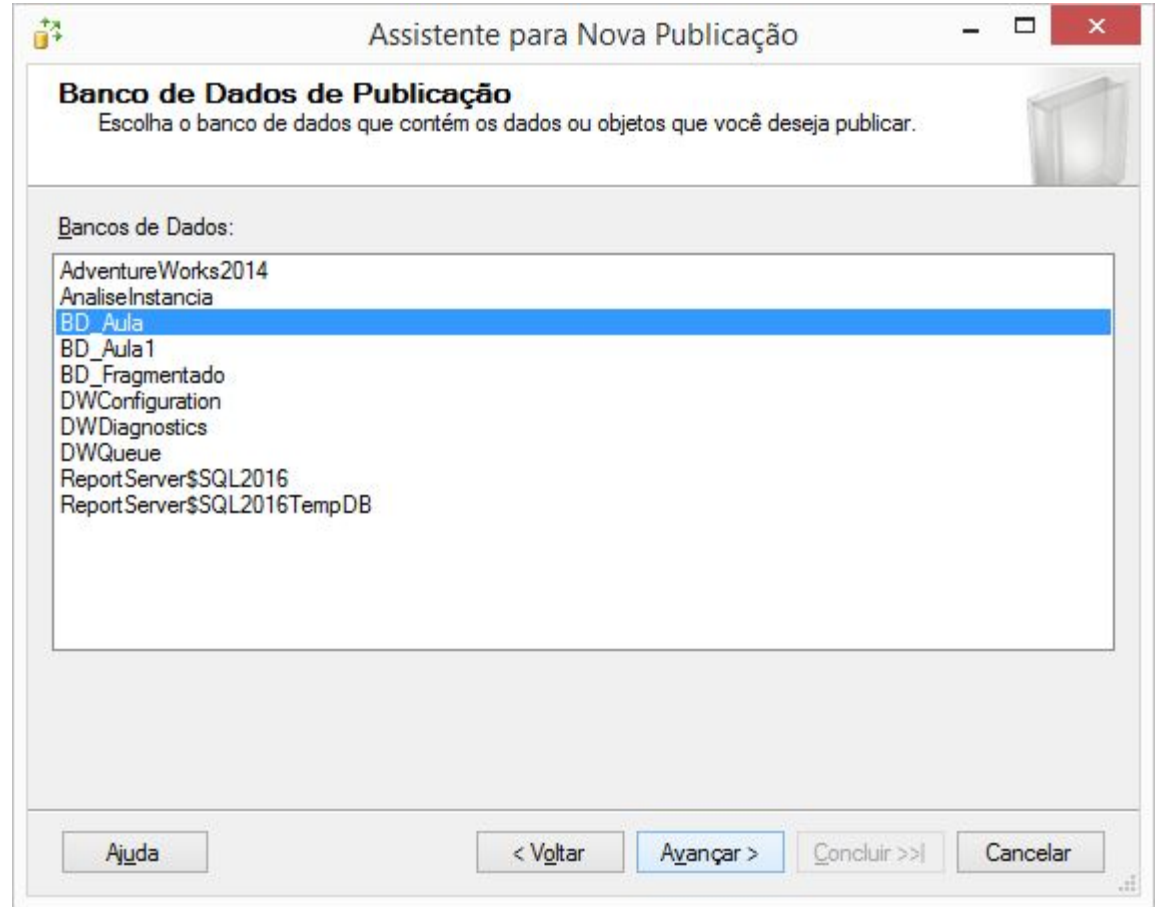 Assistente para Nova Publicação
Banco de Dados de Publicação
Escolha o banco de dados que contém os dados ou objetos que você deseja publicar.
Bancos de Dados:
AdventureWorks2014
AnaliseInstancia
BD_Aula
BD_Aula1
BD_Fragmentado
DWConfiguration
DWDiagnostics
DWQueue
ReportServer$SQL2016
ReportServer$SQL2016TempDB
Ajuda
< Voltar
Avançar >
Concluir >>|
Cancelar